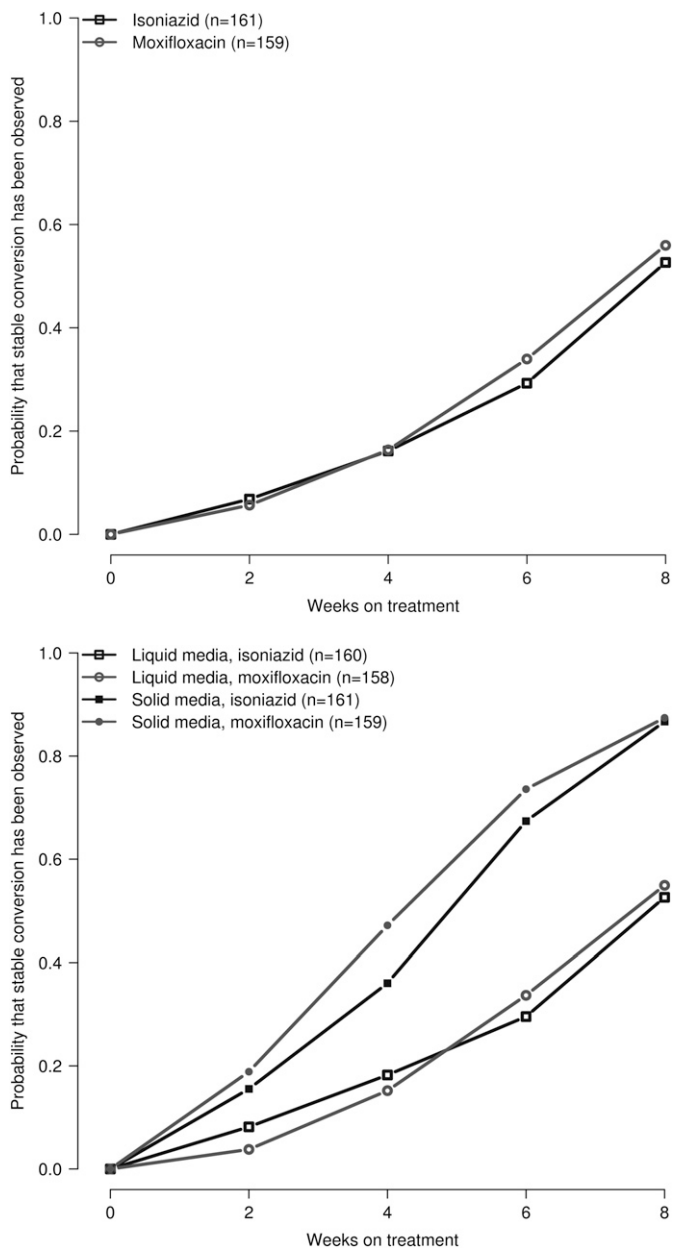 Isoniazid (n=161)
Moxifloxacin (n=159)
Probability that stable conversion has been observed
1.0
0.8
0.6
0.4
0.2
0.0
0 2 4 6 8
Weeks on treatment
Liquid media, isoniazid (n=160)
Liquid media, moxifloxacin (n=158)
Solid media, isoniazid (n=161)
Solid media, moxifloxacin (n=159)
Probability that stable conversion has been observed
1.0
0.8
0.6
0.4
0.2
0.0
0 2 4 6 8
Weeks on treatment